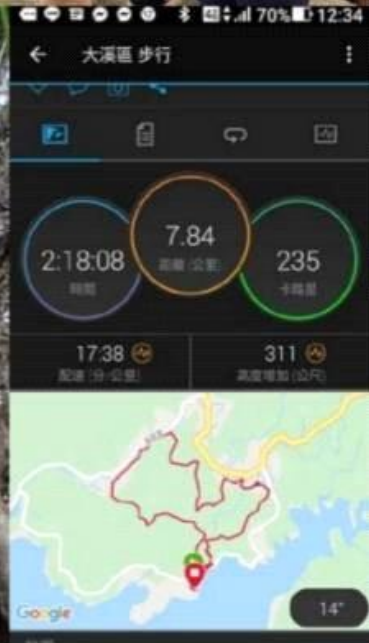 70% 12:34
大溪區 步行
2:18:08
時間
7.84
距離 (公里)
235
卡路里
17:38
配速 (分/公里)
311
高度增加 (公尺)
Google
14°